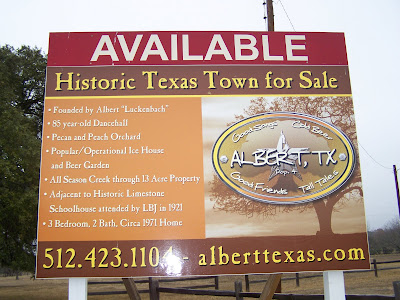 AVAILABLE
Historic Texas Town for Sale
• Founded by Albert "Luckenbach"
• 85 year old Dancehall
• Pecan and Peach Orchard
• Popular/Operational Ice House
and Beer Garden
• All Season Creek through 13 Acre Property
• Adjacent to Historic Limestone
Schoolhouse attended by LBJ in 1921
• 3 Bedroom, 2 Bath, Circa 1971 Home
Good Songs Cold Beer
ALBERT, TX
Pop. 4
Good Friends Tall Tales
512.423.110 - alberttexas.com